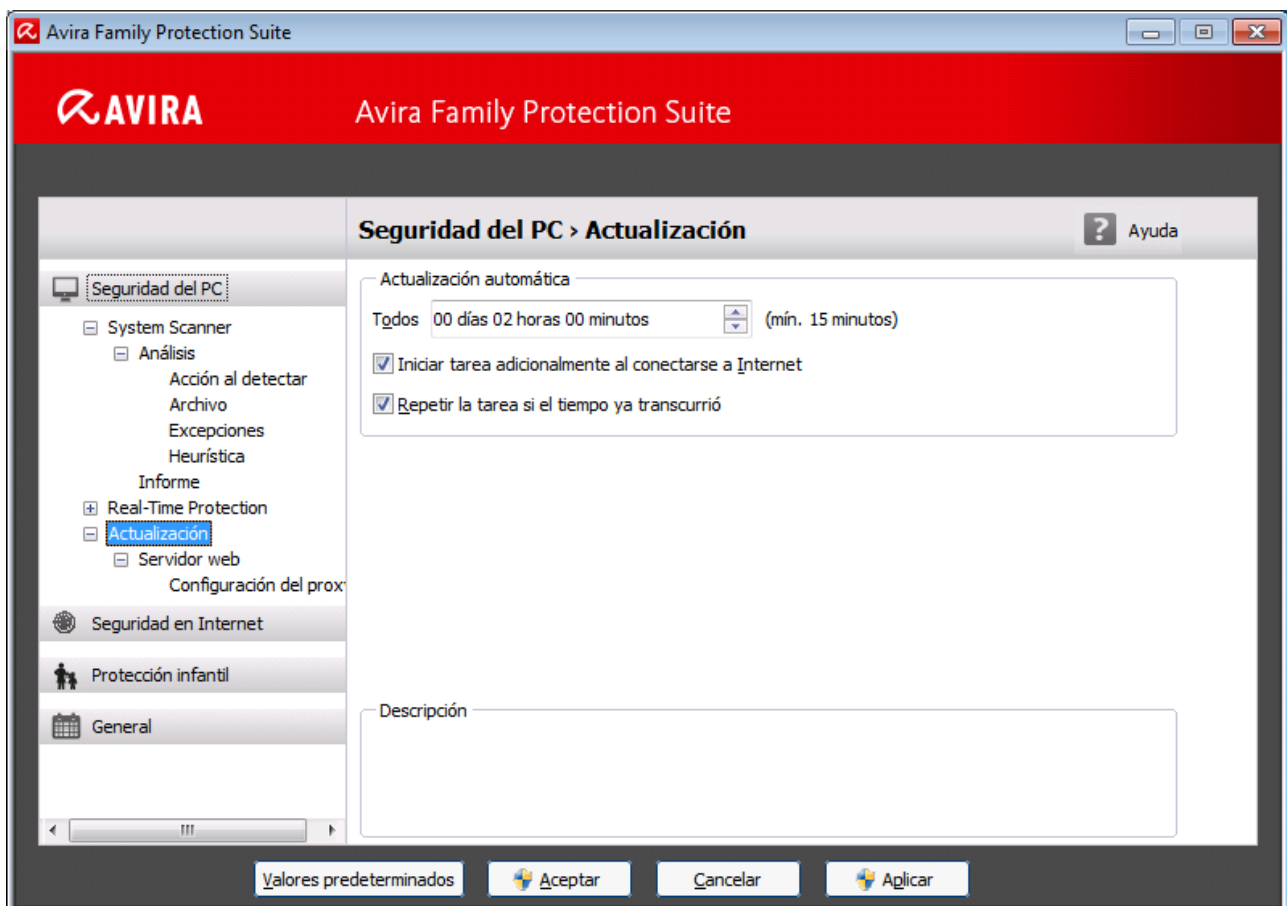 Avira Family Protection Suite
AVIRA
Avira Family Protection Suite
Seguridad del PC › Actualización
? Ayuda
Seguridad del PC
System Scanner
Análisis
Acción al detectar
Archivo
Excepciones
Heurística
Informe
Real-Time Protection
Actualización
Servidor web
Configuración del prox
Seguridad en Internet
Protección infantil
General
Actualización automática
Todos 00 días 02 horas 00 minutos (mín. 15 minutos)
Iniciar tarea adicionalmente al conectarse a Internet
Repetir la tarea si el tiempo ya transcurrió
Descripción
Valores predeterminados Aceptar Cancelar Aplicar